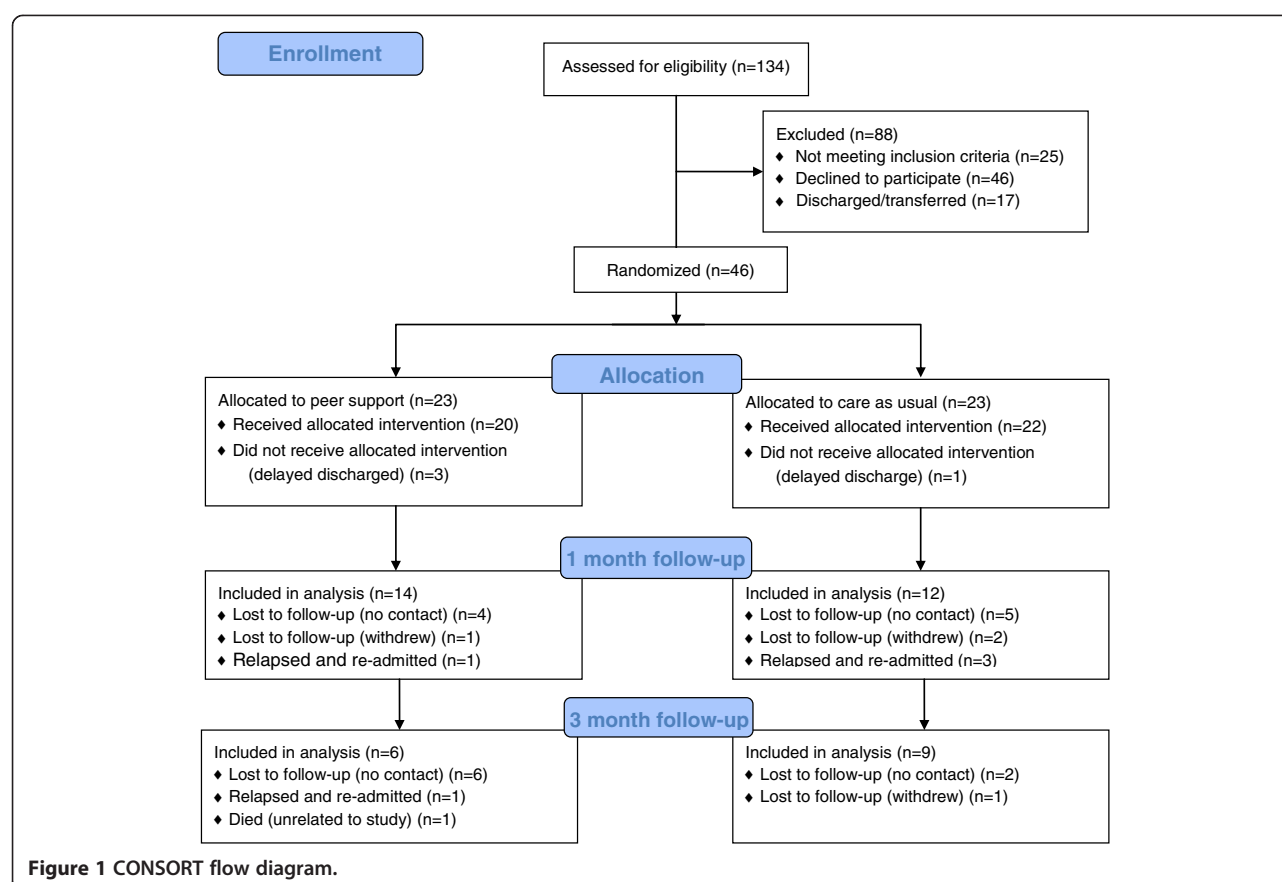 Enrollment
Assessed for eligibility (n=134)
Excluded (n=88)
♦ Not meeting inclusion criteria (n=25)
♦ Declined to participate (n=46)
♦ Discharged/transferred (n=17)
Randomized (n=46)
Allocation
Allocated to peer support (n=23)
♦ Received allocated intervention (n=20)
♦ Did not receive allocated intervention
(delayed discharged) (n=3)
Allocated to care as usual (n=23)
♦ Received allocated intervention (n=22)
♦ Did not receive allocated intervention
(delayed discharge) (n=1)
1 month follow-up
Included in analysis (n=14)
♦ Lost to follow-up (no contact) (n=4)
♦ Lost to follow-up (withdrew) (n=1)
♦ Relapsed and re-admitted (n=1)
Included in analysis (n=12)
♦ Lost to follow-up (no contact) (n=5)
♦ Lost to follow-up (withdrew) (n=2)
♦ Relapsed and re-admitted (n=3)
3 month follow-up
Included in analysis (n=6)
♦ Lost to follow-up (no contact) (n=6)
♦ Relapsed and re-admitted (n=1)
♦ Died (unrelated to study) (n=1)
Included in analysis (n=9)
♦ Lost to follow-up (no contact) (n=2)
♦ Lost to follow-up (withdrew) (n=1)
Figure 1 CONSORT flow diagram.